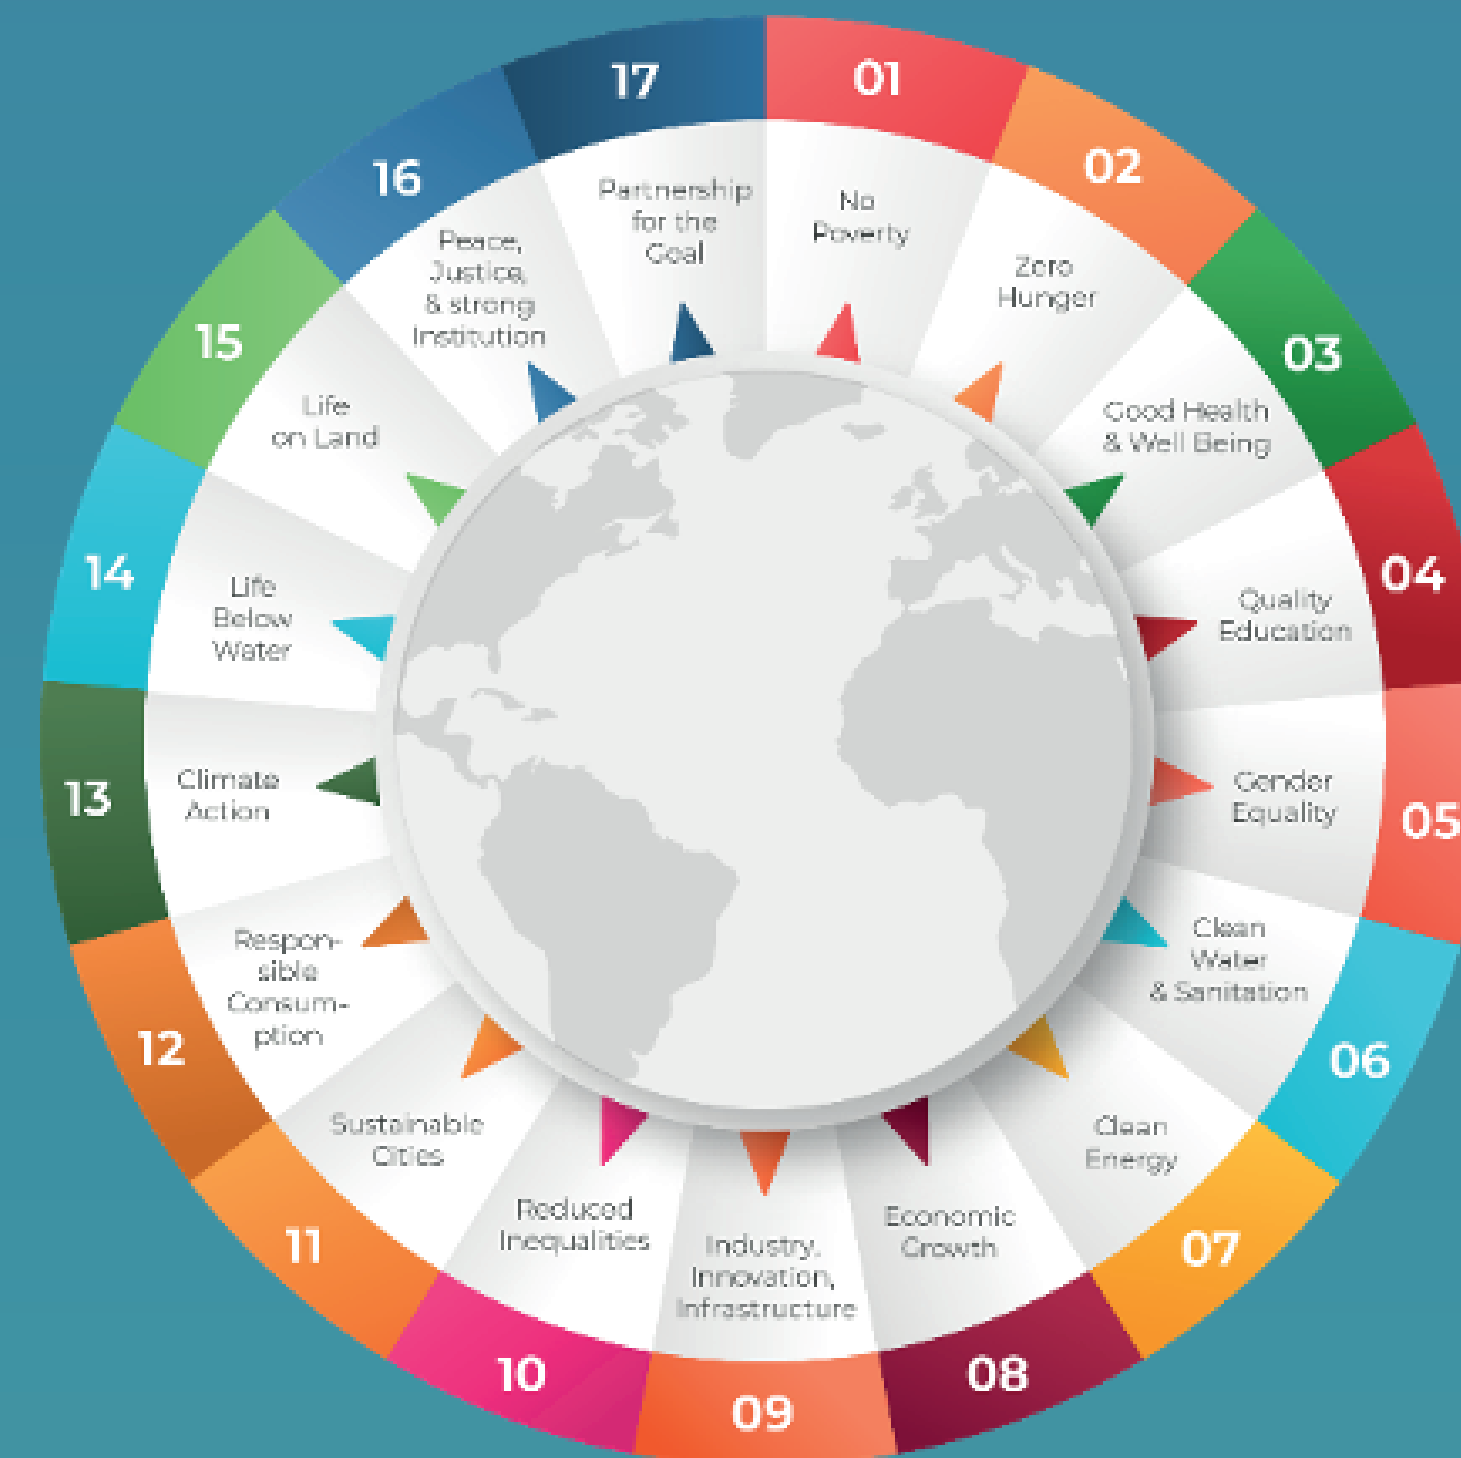 01
No
Poverty
02
Zero
Hunger
03
Good Health
& Well Being
04
Quality
Education
05
Gender
Equality
06
Clean
Water
& Sanitation
07
Clean
Energy
08
Economic
Growth
09
Industry,
Innovation,
Infrastructure
10
Reduced
Inequalities
11
Sustainable
Cities
12
Respon-
sible
Consum-
ption
13
Climate
Action
14
Life
Below
Water
15
Life
on Land
16
Peace,
Justice,
& strong
Institution
17
Partnership
for the
Goal